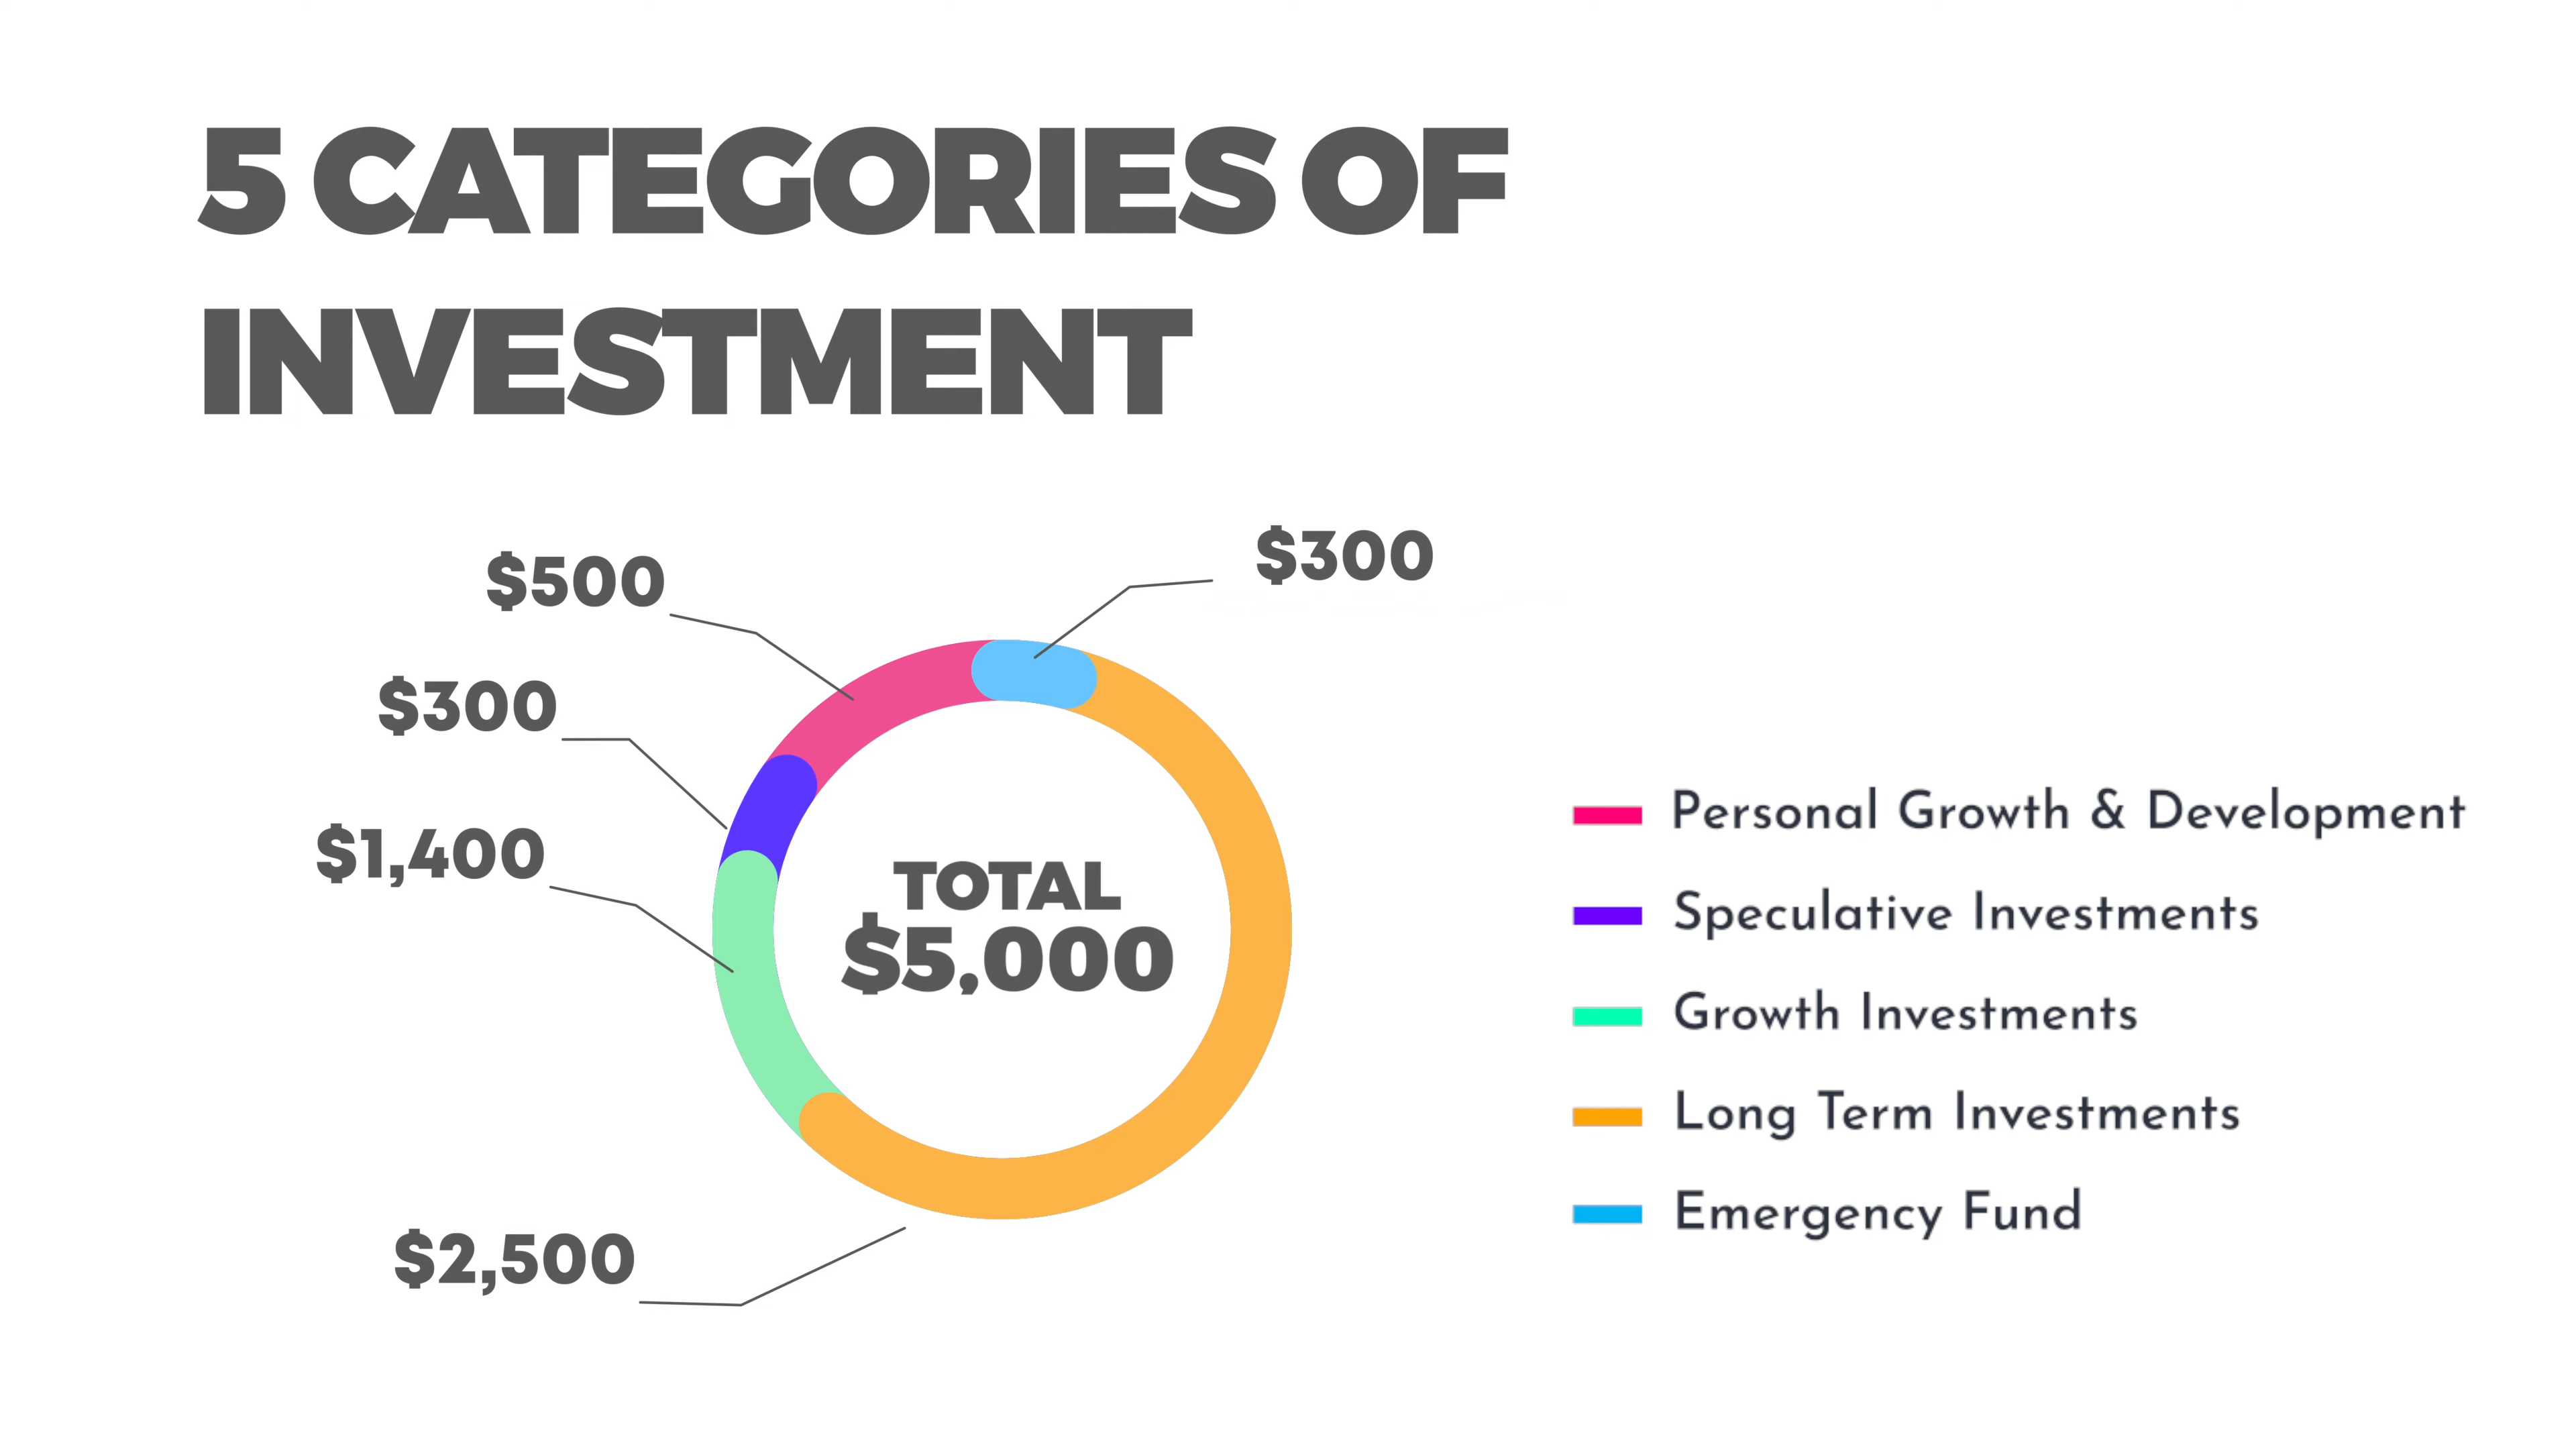 5 CATEGORIES OF
INVESTMENT
$500
$300
$300
$1,400
TOTAL
$5,000
$2,500
Personal Growth & Development
Speculative Investments
Growth Investments
Long Term Investments
Emergency Fund